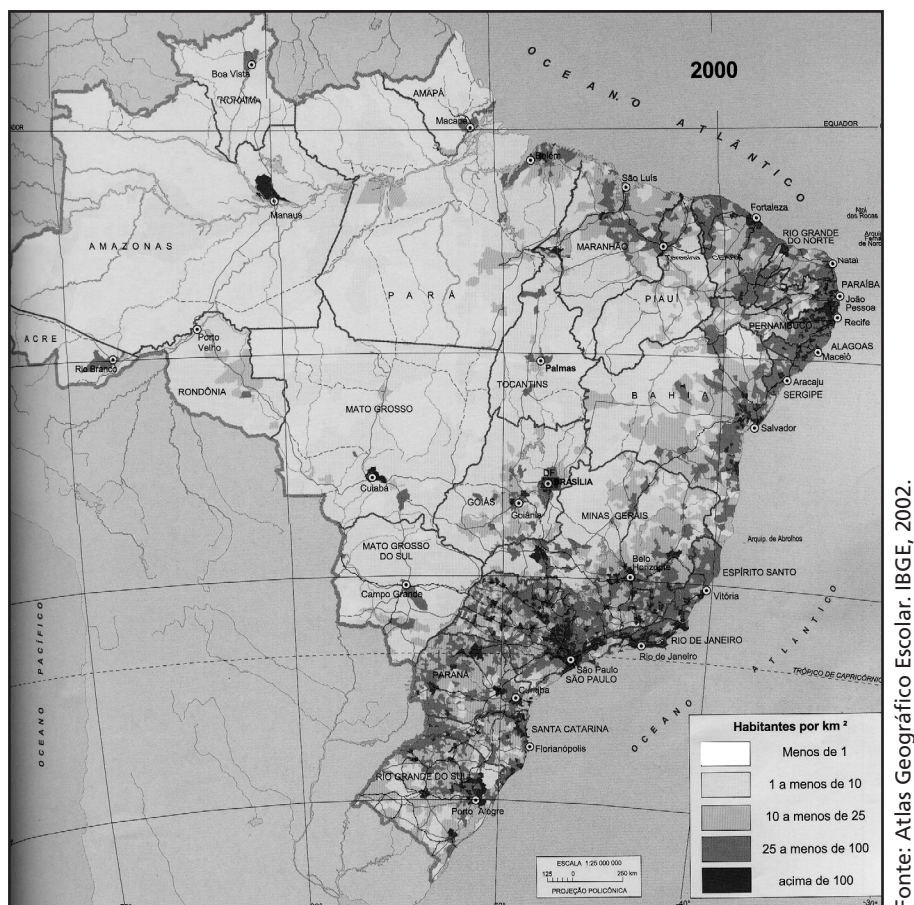 2000
OCEANO ATLÂNTICO
Boa Vista
RORAIMA
AMAPÁ
Macapá
EQUADOR
Belém
São Luís
Manaus
Fortaleza
RIO GRANDE
DO NORTE
AMAZONAS
MARANHÃO
Teresina
CEARÁ
Natal
PARÁ
PIAUÍ
PARAÍBA
João
Pessoa
Recife
PERNAMBUCO
ACRE
Porto
Velho
ALAGOAS
Maceió
Rio Branco
Palmas
TOCANTINS
RONDÔNIA
MATO GROSSO
BAHIA
Aracaju
SERGIPE
Salvador
DF
BRASÍLIA
Cuiabá
GOIÁS
Goiânia
MINAS GERAIS
Arquip. de Abrolhos
MATO GROSSO
DO SUL
Belo
Horizonte
ESPÍRITO SANTO
Campo Grande
Vitória
OCEANO PACÍFICO
RIO DE JANEIRO
Rio de Janeiro
São Paulo
SÃO PAULO
TRÓPICO DE CAPRICÓRNIO
OCEANO ATLÂNTICO
PARANÁ
Curitiba
SANTA CATARINA
Florianópolis
RIO GRANDE DO SUL
Porto Alegre
Habitantes por km²
Menos de 1
1 a menos de 10
10 a menos de 25
25 a menos de 100
acima de 100
ESCALA 1:25 000 000
125 0 250 km
PROJEÇÃO POLICÔNICA
Fonte: Atlas Geográfico Escolar. IBGE, 2002.